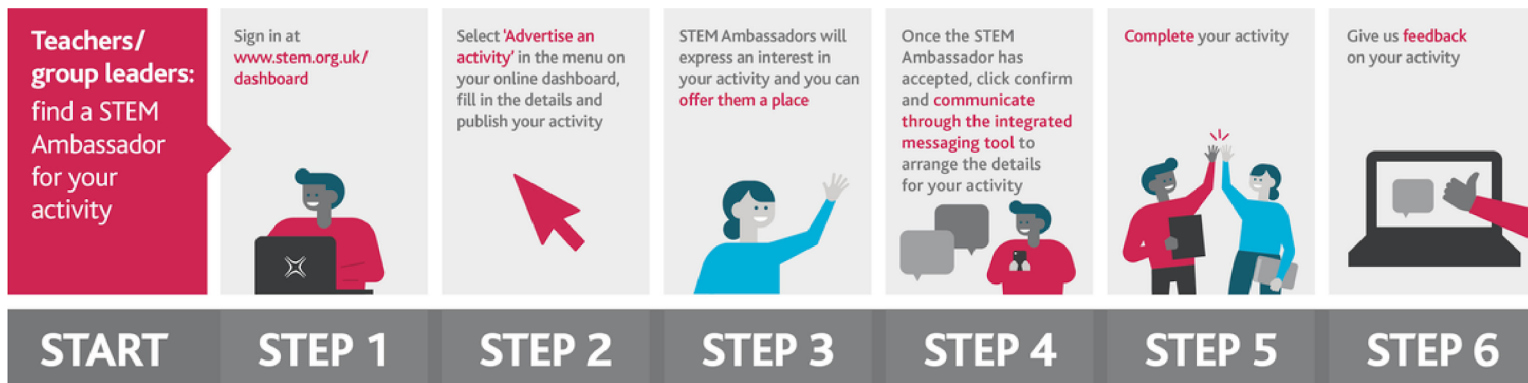 Teachers/
group leaders:
find a STEM
Ambassador
for your
activity
Sign in at
www.stem.org.uk/
dashboard
Select 'Advertise an
activity' in the menu on
your online dashboard,
fill in the details and
publish your activity
STEM Ambassadors will
express an interest in
your activity and you can
offer them a place
Once the STEM
Ambassador has
accepted, click confirm
and communicate
through the integrated
messaging tool to
arrange the details
for your activity
Complete your activity
Give us feedback
on your activity
START
STEP 1
STEP 2
STEP 3
STEP 4
STEP 5
STEP 6